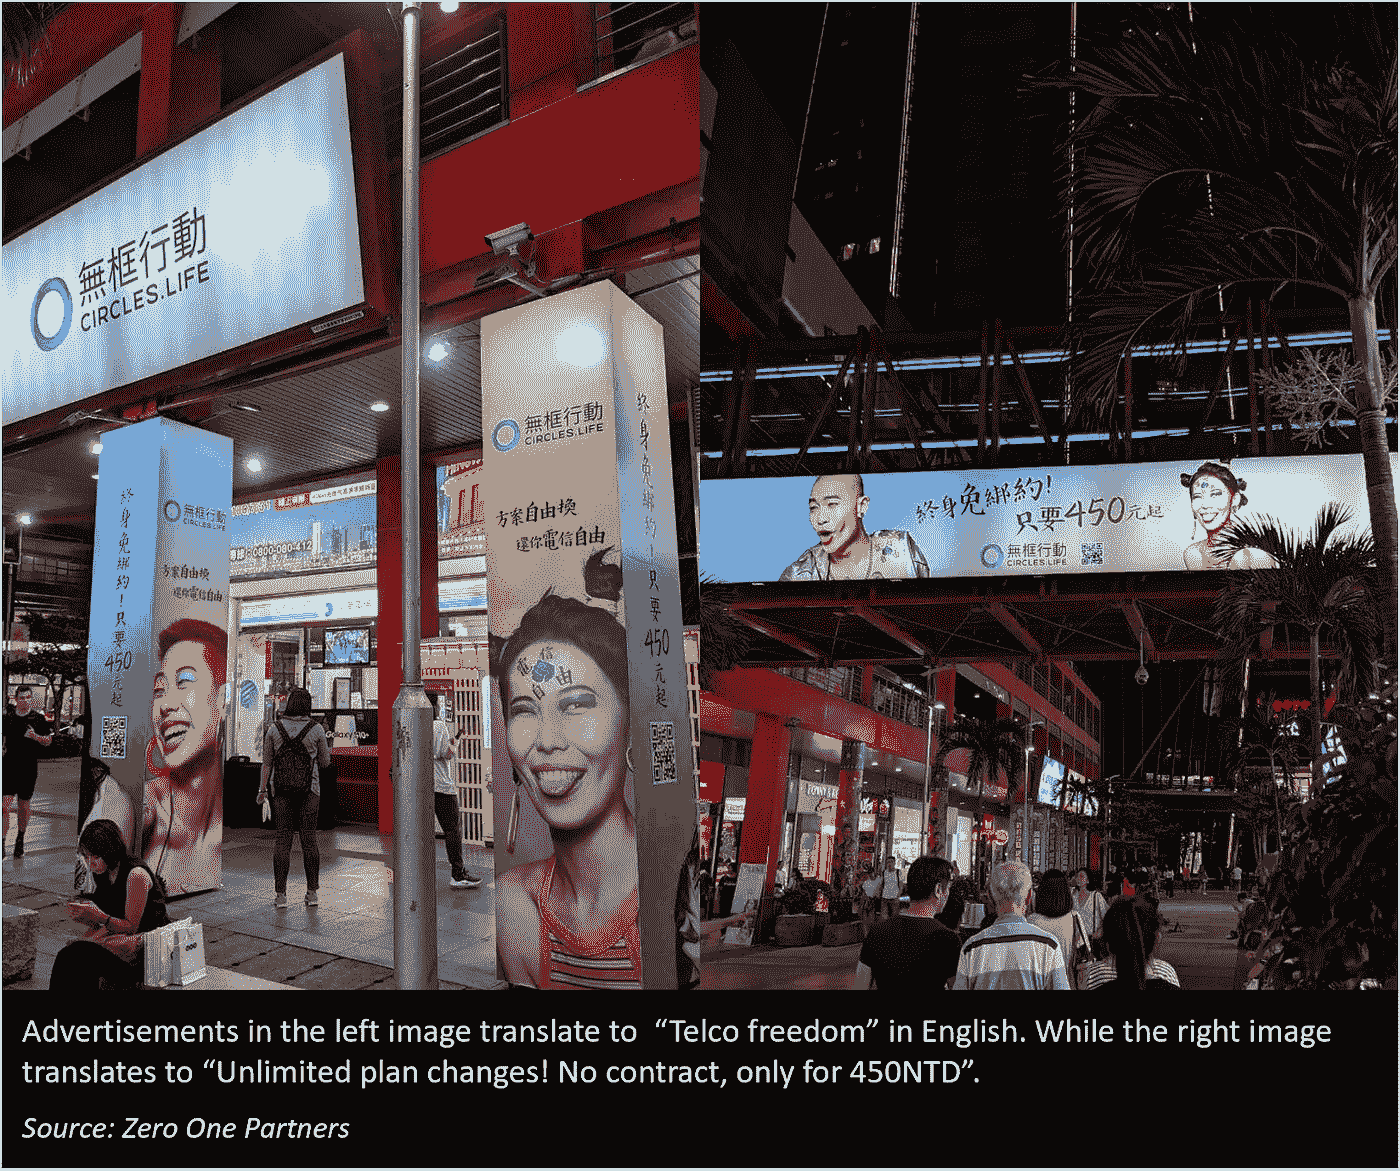 無框行動
CIRCLES.LIFE
終身免綁約！只要450元起
無框行動
CIRCLES.LIFE
方案自由換
還你電信自由
0800-080-412
Galaxy
無框行動
CIRCLES.LIFE
方案自由換
還你電信自由
電信
自由
終身免綁約！只要450元起
終身免綁約！
只要450元起
無框行動
CIRCLES.LIFE
Advertisements in the left image translate to “Telco freedom” in English. While the right image
translates to “Unlimited plan changes! No contract, only for 450NTD”.
Source: Zero One Partners